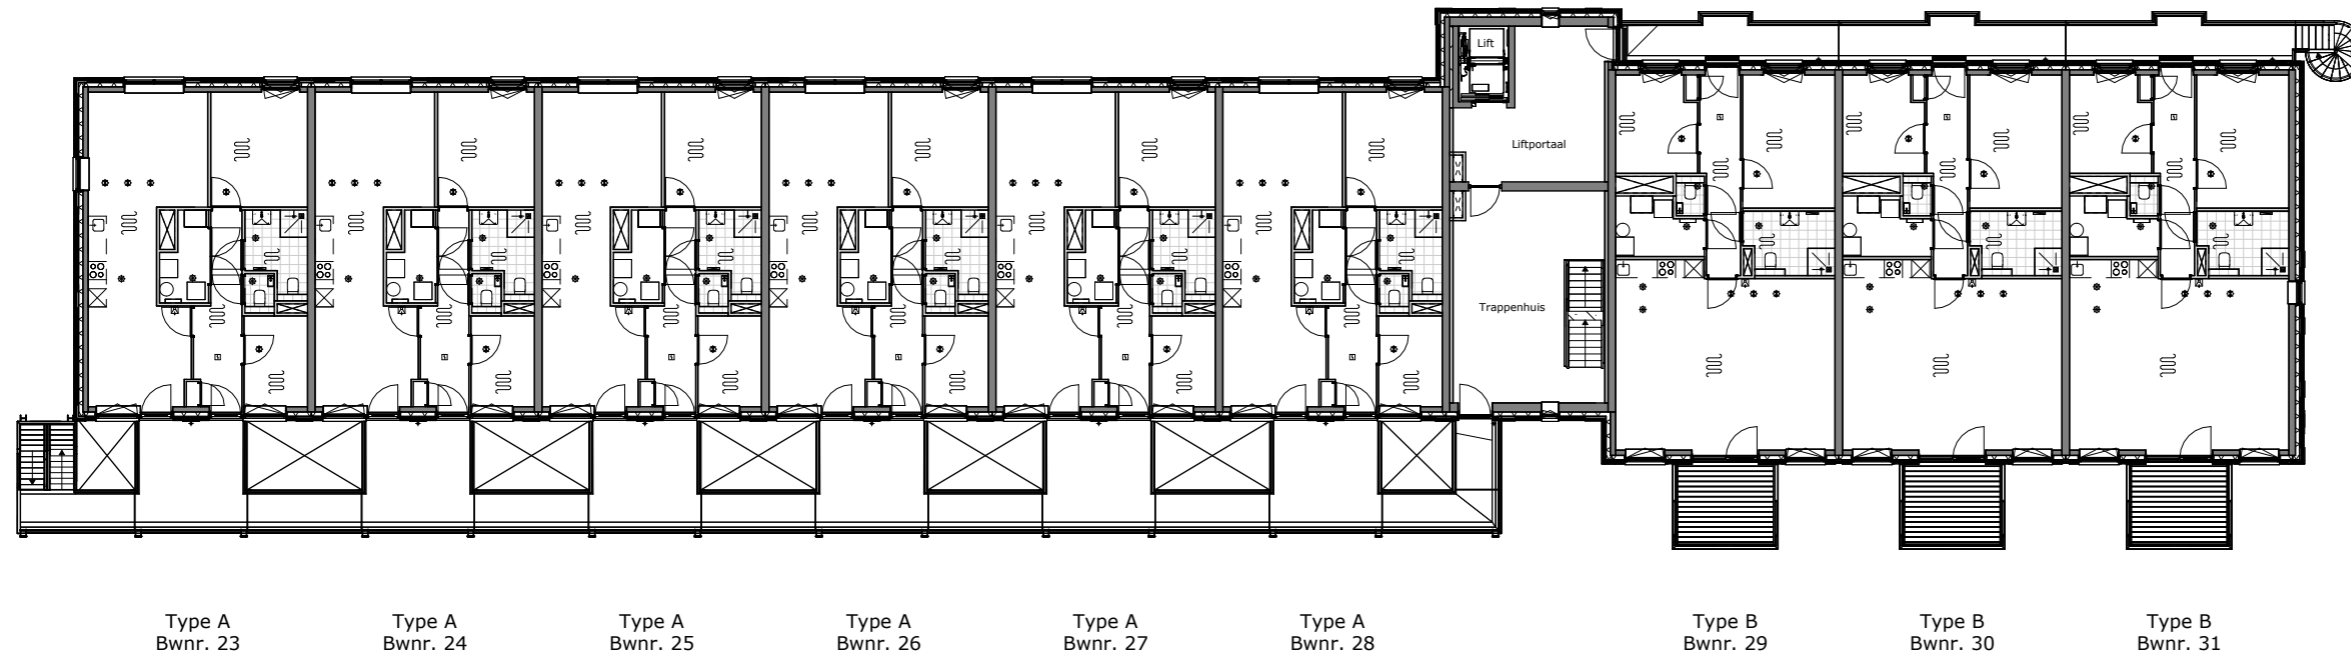 Lift
Liftportaal
Trappenhuis
Type A
Bwnr. 23
Type A
Bwnr. 24
Type A
Bwnr. 25
Type A
Bwnr. 26
Type A
Bwnr. 27
Type A
Bwnr. 28
Type B
Bwnr. 29
Type B
Bwnr. 30
Type B
Bwnr. 31